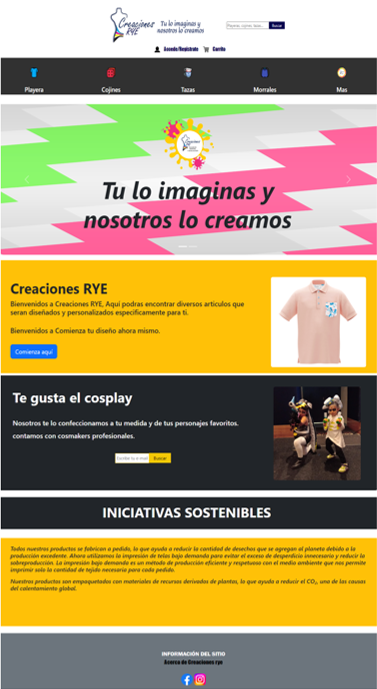 Creaciones
RYE
Tu lo imaginas y
nosotros lo creamos
Buscar
Accede/Regístrate
Carrito
Playera
Cojines
Tazas
Morrales
Mas
Tu lo imaginas y
nosotros lo creamos
Creaciones RYE
Bienvenidos a Creaciones RYE, Aquí podras encontrar diversos articulos que
seran diseñados y personalizados especificamente para ti.
Bienvenidos a Comienza tu diseño ahora mismo.
Comienza aquí
Te gusta el cosplay
Nosotros te lo confeccionamos a tu medida y de tus personajes favoritos.
contamos con cosmakers profesionales.
Escribe tu e-mail
Buscar
INICIATIVAS SOSTENIBLES
Todos nuestros productos se fabrican a pedido, lo que ayuda a reducir la cantidad de desechos que se agregan al planeta debido a la
producción excedente. Ahora utilizamos la impresión de telas bajo demanda para evitar el exceso de desperdicio innecesario y reducir la
sobreproducción. La impresión bajo demanda es un método de producción eficiente y respetuoso con el medio ambiente que nos permite
imprimir solo la cantidad de tejido necesaria para cada pedido.
Nuestros productos son empaquetados con materiales de recursos derivados de plantas, lo que ayuda a reducir el CO₂, una de las causas
del calentamiento global.
INFORMACIÓN DEL SITIO
Acerca de Creaciones rye